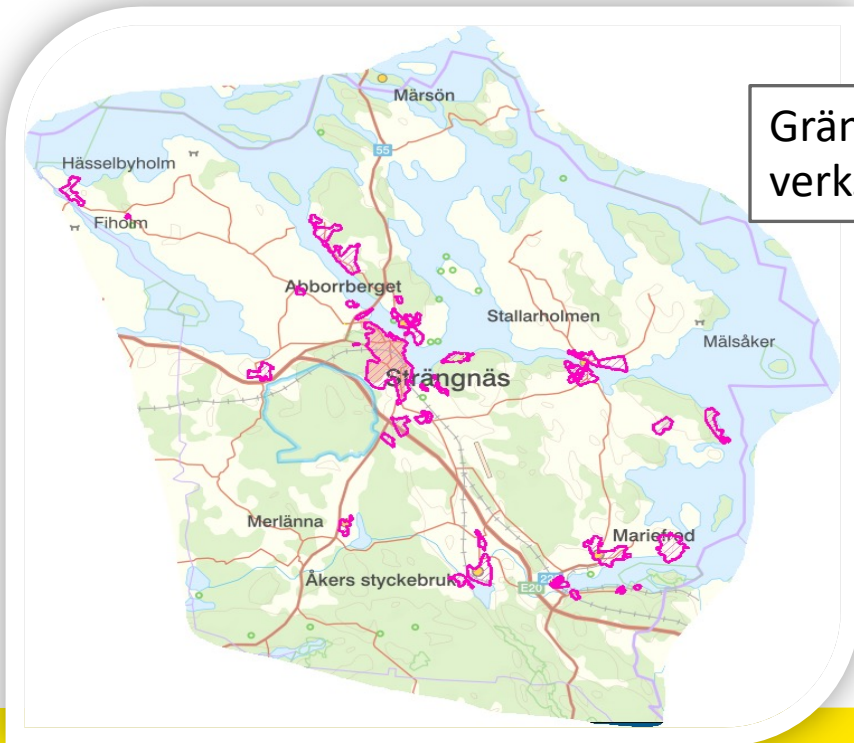 Märsön
Grän
verk
55
Hässelbyholm
Fiholm
Abborrberget
Stallarholmen
Mälsåker
Strängnäs
Merlänna
Mariefred
Åkers styckebruk
E20